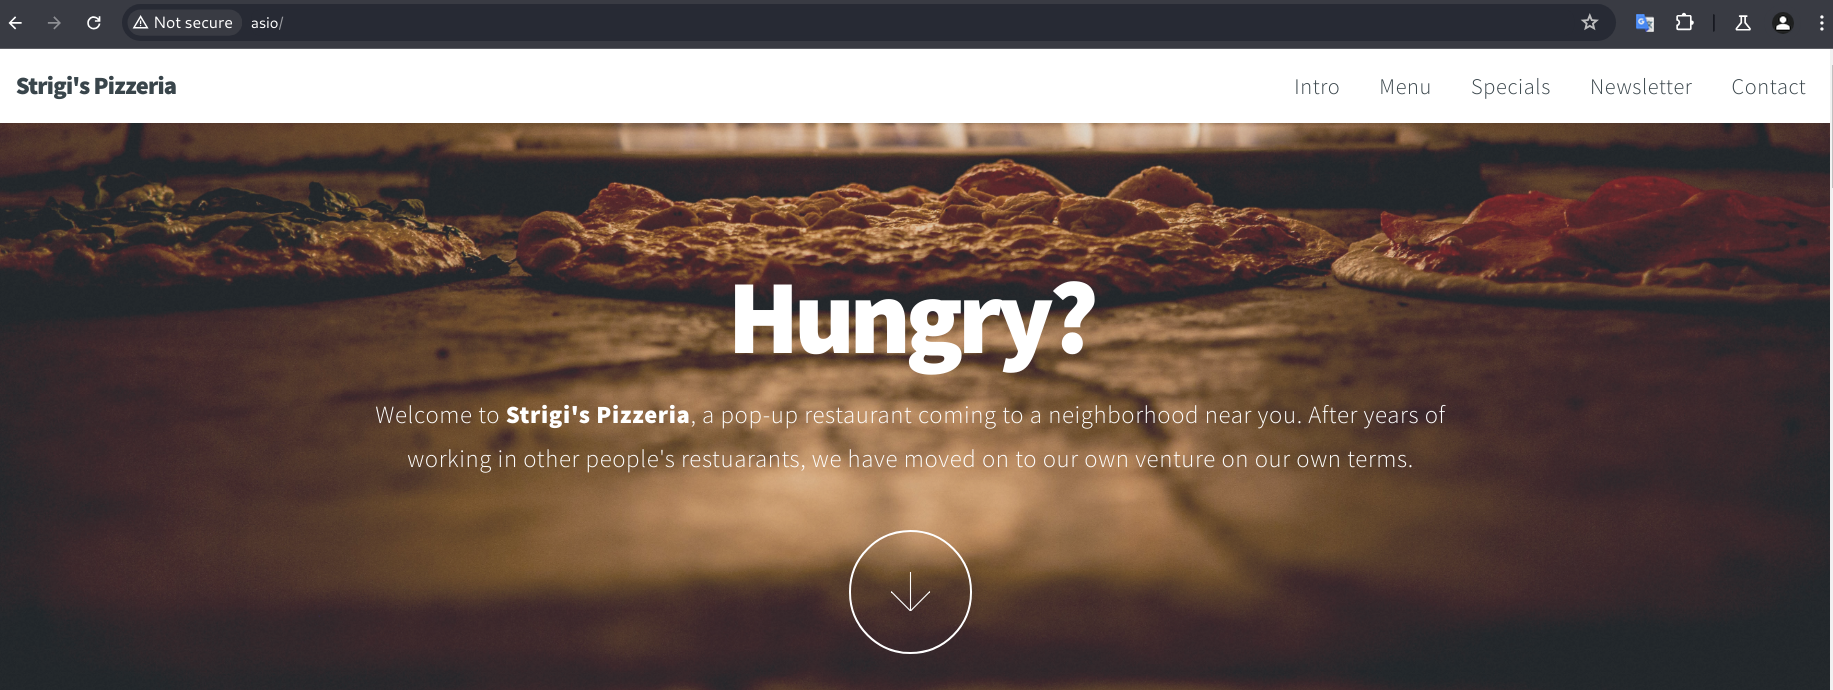 Not secure asio/
Strigi's Pizzeria
Intro Menu Specials Newsletter Contact
Hungry?
Welcome to Strigi's Pizzeria, a pop-up restaurant coming to a neighborhood near you. After years of
working in other people's restuarants, we have moved on to our own venture on our own terms.